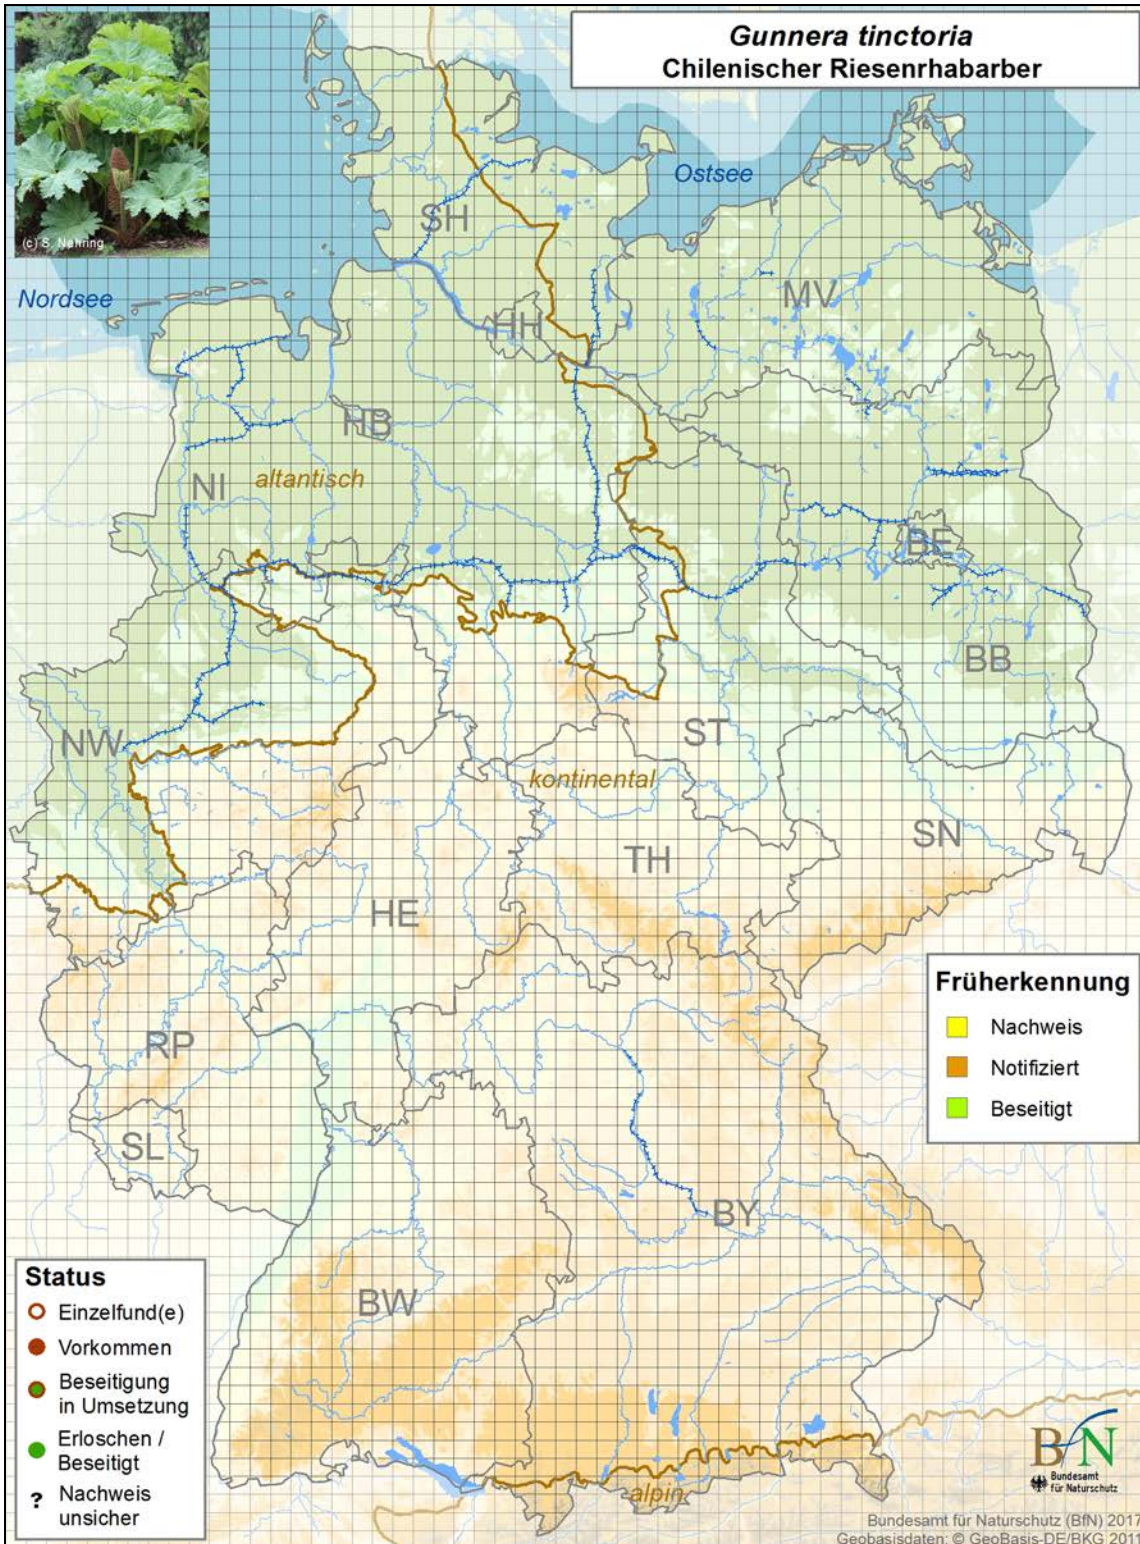 Gunnera tinctoria
Chilenischer Riesenrhabarber
(c) S. Nehring
Ostsee
Nordsee
SH
HH
MV
HB
NI
altantisch
BE
BB
NW
ST
kontinental
SN
TH
HE
RP
SL
BY
BW
alpin
Früherkennung
Nachweis
Notifiziert
Beseitigt
Status
Einzelfund(e)
Vorkommen
Beseitigung
in Umsetzung
Erloschen /
Beseitigt
? Nachweis
unsicher
BfN
Bundesamt
für Naturschutz
Bundesamt für Naturschutz (BfN) 2017
Geobasisdaten: © GeoBasis-DE/BKG 2011